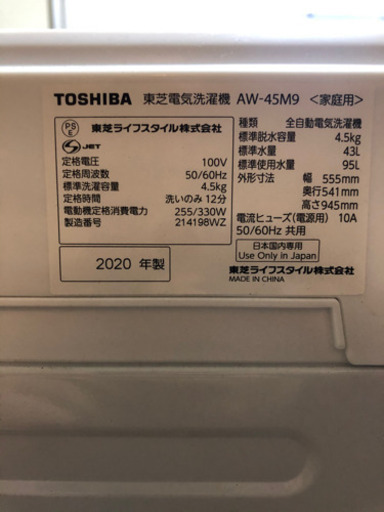 TOSHIBA 東芝電気洗濯機 AW-45M9 <家庭用>
PS E
東芝ライフスタイル株式会社
S JET
定格電圧 100V
定格周波数 50/60Hz
標準洗濯容量 4.5kg
定格時間 洗いのみ 12分
電動機定格消費電力 255/330W
製造番号 214198WZ
2020 年製
種類 全自動電気洗濯機
標準脱水容量 4.5kg
標準水量 43L
標準使用水量 95L
外形寸法 幅 555mm
奥行541mm
高さ945mm
電流ヒューズ(電源用) 10A
50/60Hz 共用
日本国内専用
Use Only in Japan
東芝ライフスタイル株式会社
MADE IN CHINA